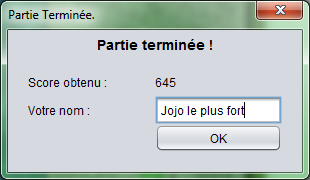 Partie Terminée.
Partie terminée !
Score obtenu : 645
Votre nom : Jojo le plus fort
OK